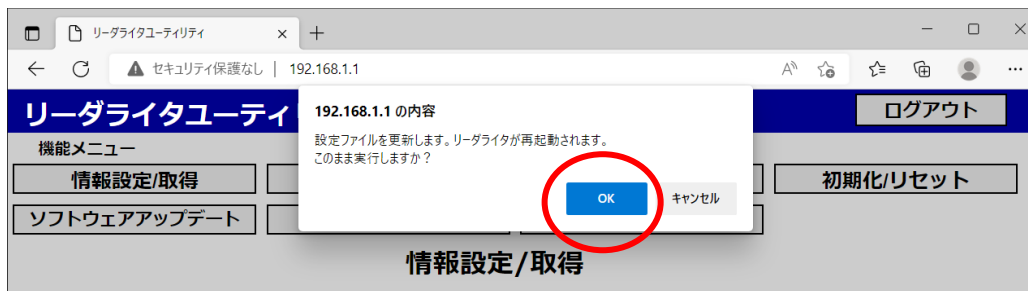 リーダライタユーティリティ
セキュリティ保護なし | 192.168.1.1
リーダライタユーティ
ログアウト
192.168.1.1 の内容
設定ファイルを更新します。リーダライタが再起動されます。
このまま実行しますか？
OK
キャンセル
機能メニュー
情報設定/取得
初期化/リセット
ソフトウェアアップデート
情報設定/取得